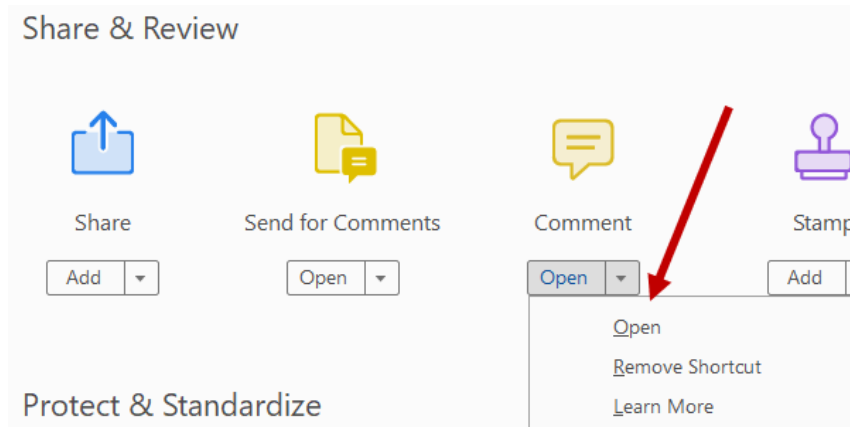 Share & Review
Share Send for Comments Comment Stamp
Add Open Open Add
Open
Remove Shortcut
Protect & Standardize
Learn More